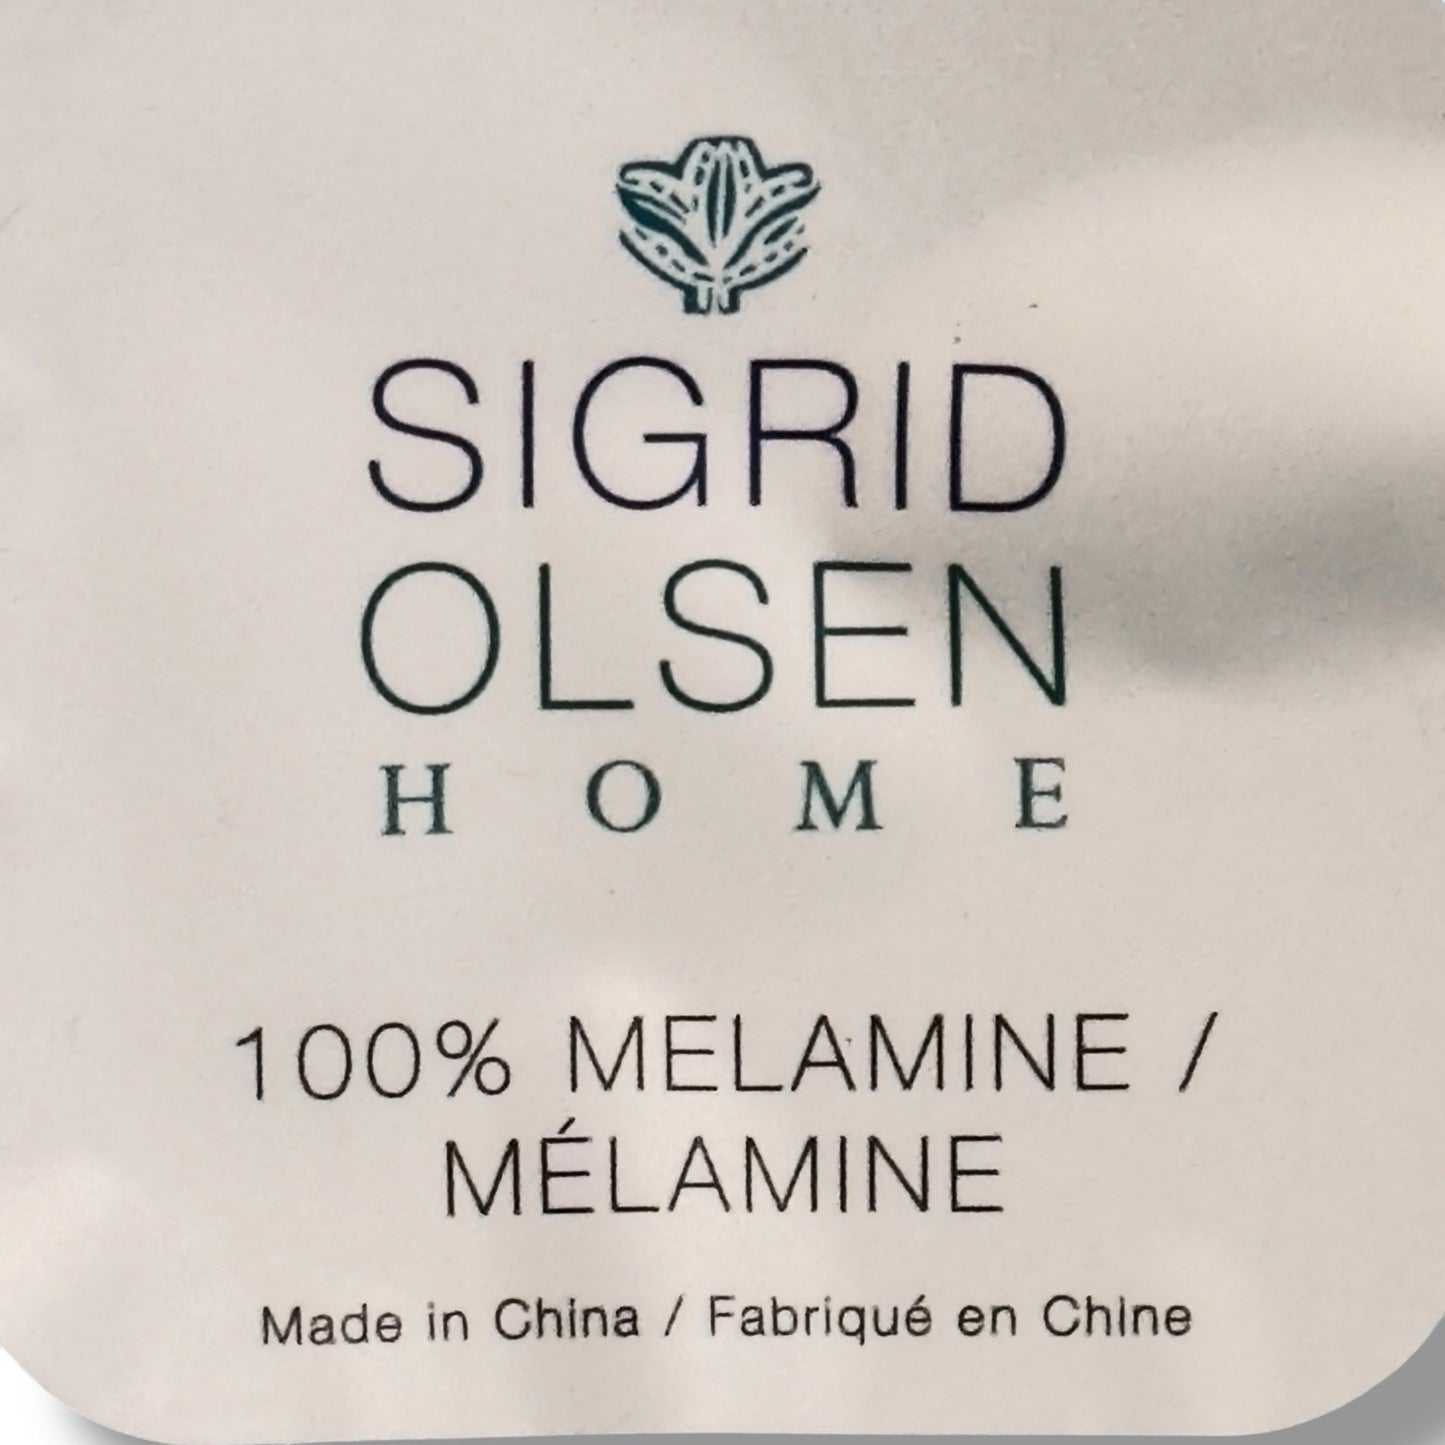 SIGRID
OLSEN
HOME
100% MELAMINE /
MÉLAMINE
Made in China / Fabriqué en Chine